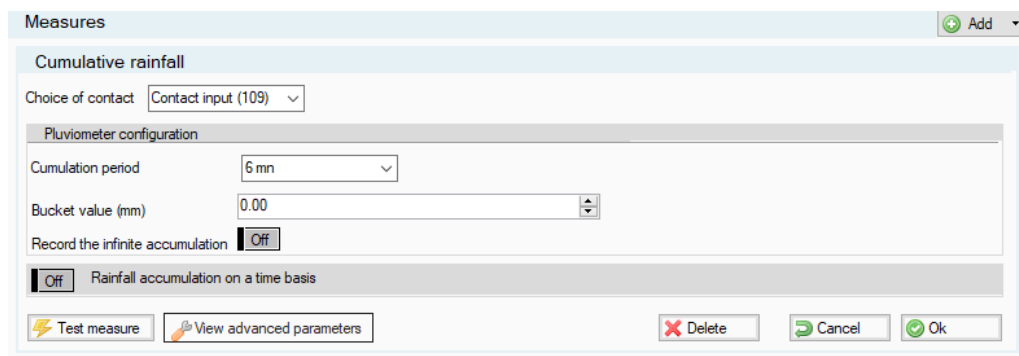 Measures Add
Cumulative rainfall
Choice of contact Contact input (109)
Pluviometer configuration
Cumulation period 6 mn
Bucket value (mm) 0.00
Record the infinite accumulation Off
Off Rainfall accumulation on a time basis
Test measure View advanced parameters Delete Cancel Ok